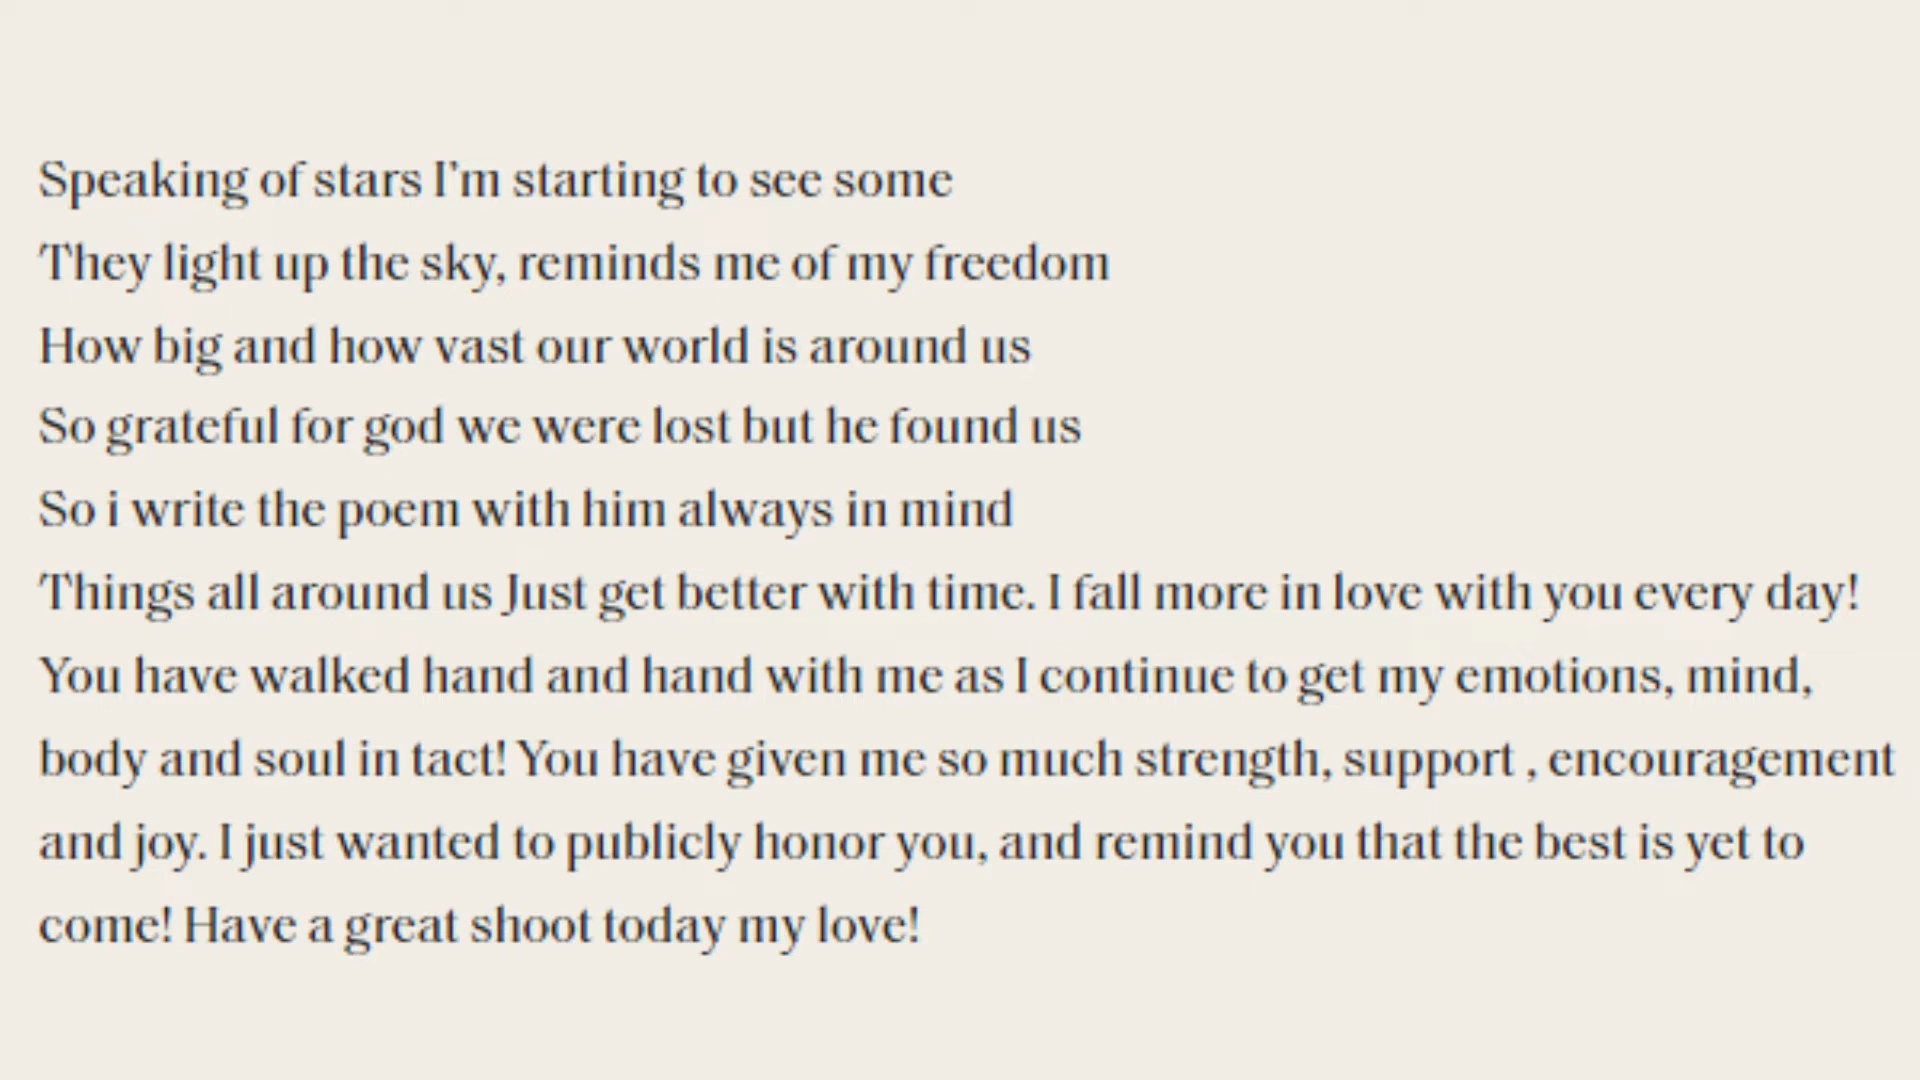 Speaking of stars I'm starting to see some
They light up the sky, reminds me of my freedom
How big and how vast our world is around us
So grateful for god we were lost but he found us
So i write the poem with him always in mind
Things all around us Just get better with time. I fall more in love with you every day!
You have walked hand and hand with me as I continue to get my emotions, mind,
body and soul in tact! You have given me so much strength, support , encouragement
and joy. I just wanted to publicly honor you, and remind you that the best is yet to
come! Have a great shoot today my love!